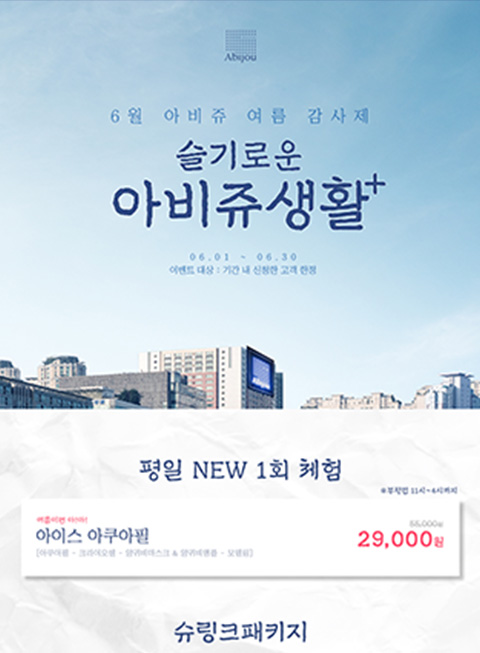 Abijou
6월 아비쥬 여름 감사제
슬기로운
아비쥬생활+
06.01 ~ 06.30
이벤트 대상 : 기간 내 신청한 고객 한정
평일 NEW 1회 체험
아이스 아쿠아필
55,000원
29,000원
슈링크패키지